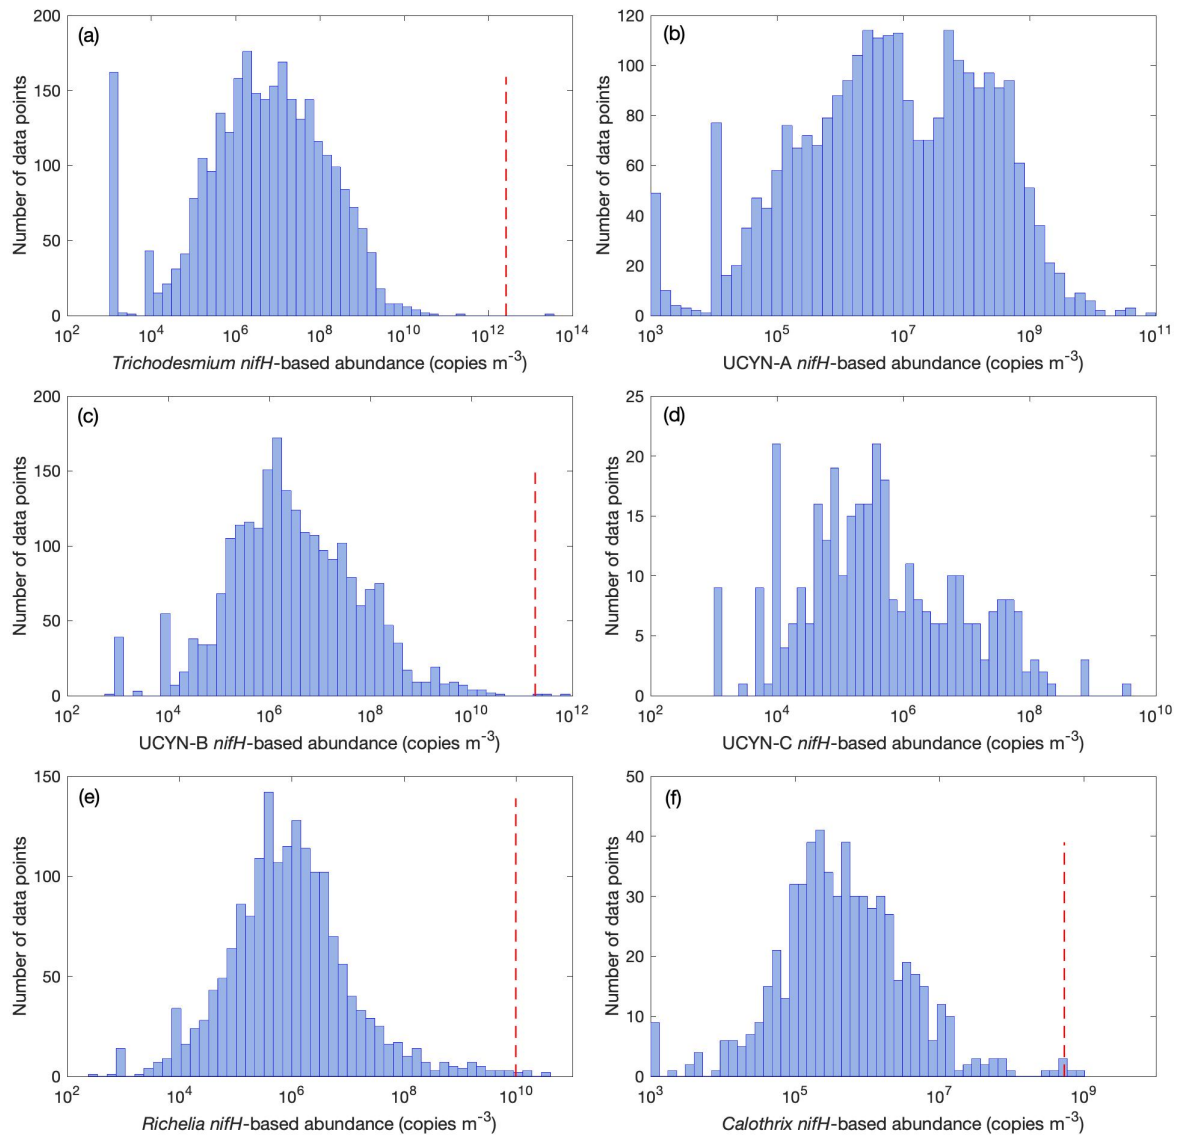 (a)
Number of data points
200
150
100
50
0
10^2 10^4 10^6 10^8 10^10 10^12 10^14
Trichodesmium nifH-based abundance (copies m^-3)
(b)
Number of data points
120
100
80
60
40
20
0
10^3 10^5 10^7 10^9 10^11
UCYN-A nifH-based abundance (copies m^-3)
(c)
Number of data points
200
150
100
50
0
10^2 10^4 10^6 10^8 10^10 10^12
UCYN-B nifH-based abundance (copies m^-3)
(d)
Number of data points
25
20
15
10
5
0
10^2 10^4 10^6 10^8 10^10
UCYN-C nifH-based abundance (copies m^-3)
(e)
Number of data points
150
100
50
0
10^2 10^4 10^6 10^8 10^10
Richelia nifH-based abundance (copies m^-3)
(f)
Number of data points
50
40
30
20
10
0
10^3 10^5 10^7 10^9
Calothrix nifH-based abundance (copies m^-3)